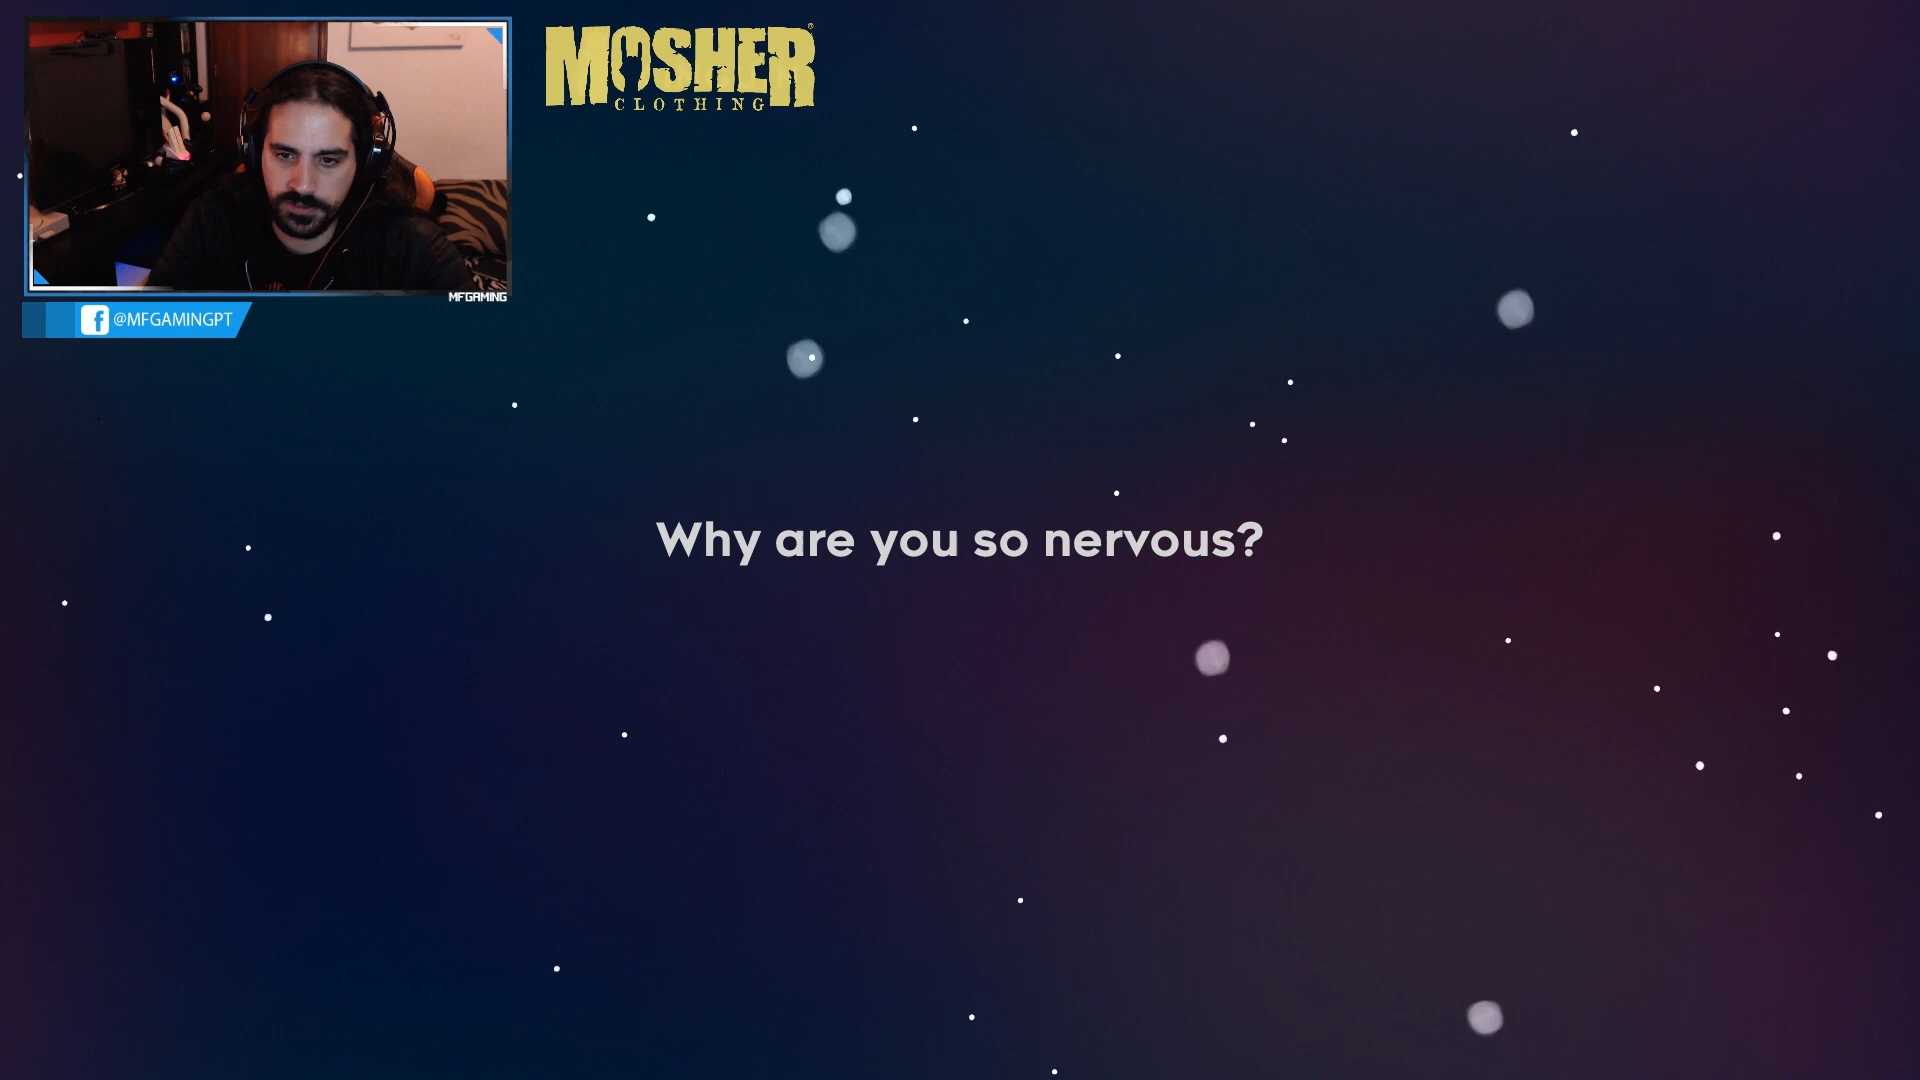 MOSHER®
CLOTHING
MFGAMING
@MFGAMINGPT
Why are you so nervous?